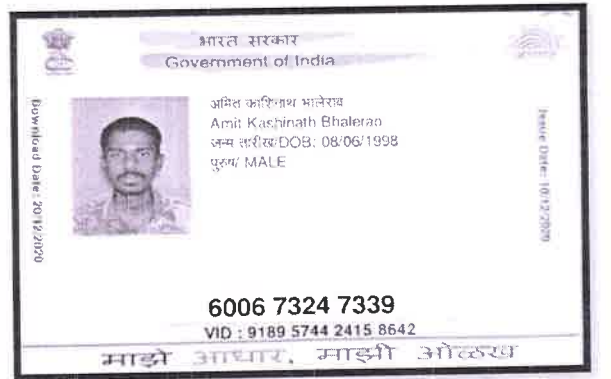 भारत सरकार
Government of India
अमित काशिनाथ भालेराव
Amit Kashinath Bhalerao
जन्म तारीख/DOB: 08/06/1998
पुरुष/ MALE
Download Date: 20/12/2020
Issue Date: 10/12/2020
6006 7324 7339
VID : 9189 5744 2415 8642
माझे आधार, माझी ओळख